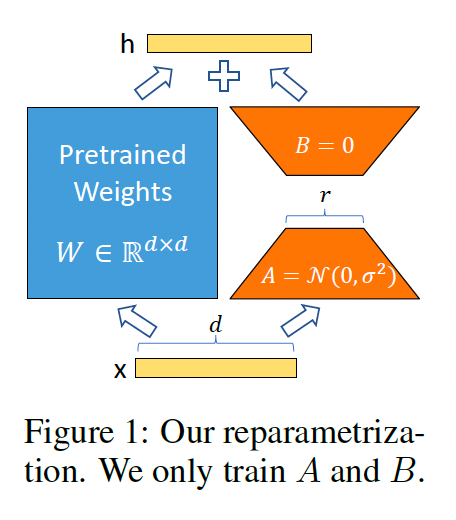 h
Pretrained
Weights
W ∈ ℝ^{d×d}
B = 0
r
A = 𝒩(0, σ²)
d
x
Figure 1: Our reparametriza-
tion. We only train A and B.